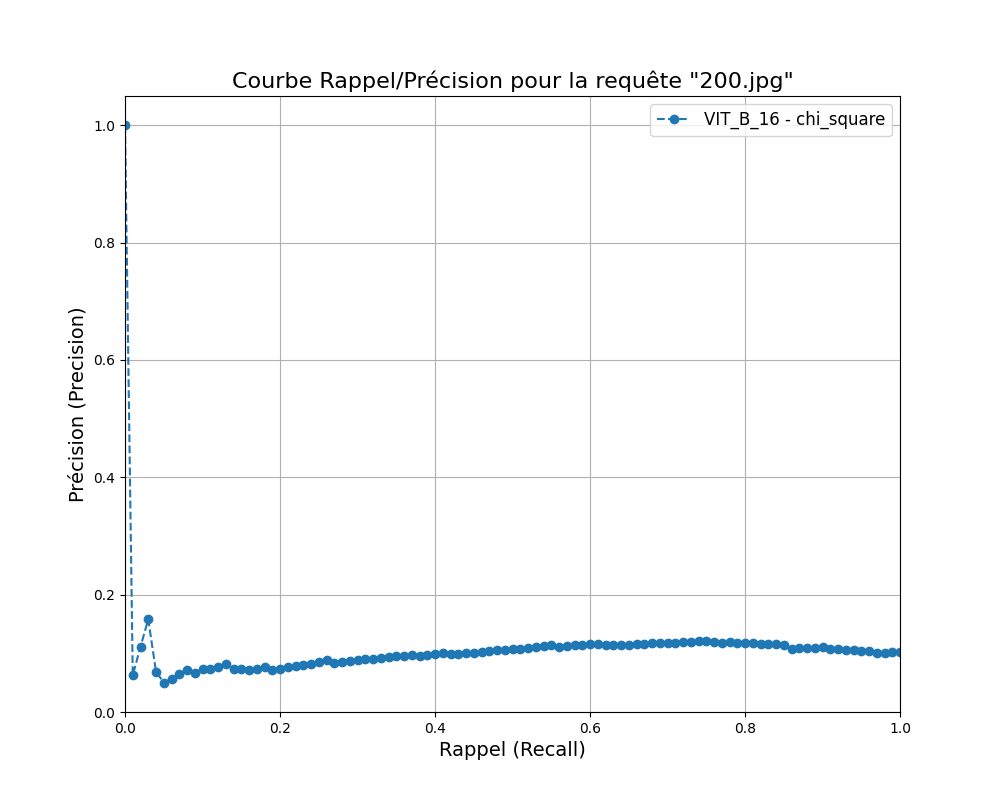 Courbe Rappel/Précision pour la requête "200.jpg"
VIT_B_16 - chi_square
1.0
0.8
0.6
0.4
0.2
0.0
Précision (Precision)
0.0 0.2 0.4 0.6 0.8 1.0
Rappel (Recall)